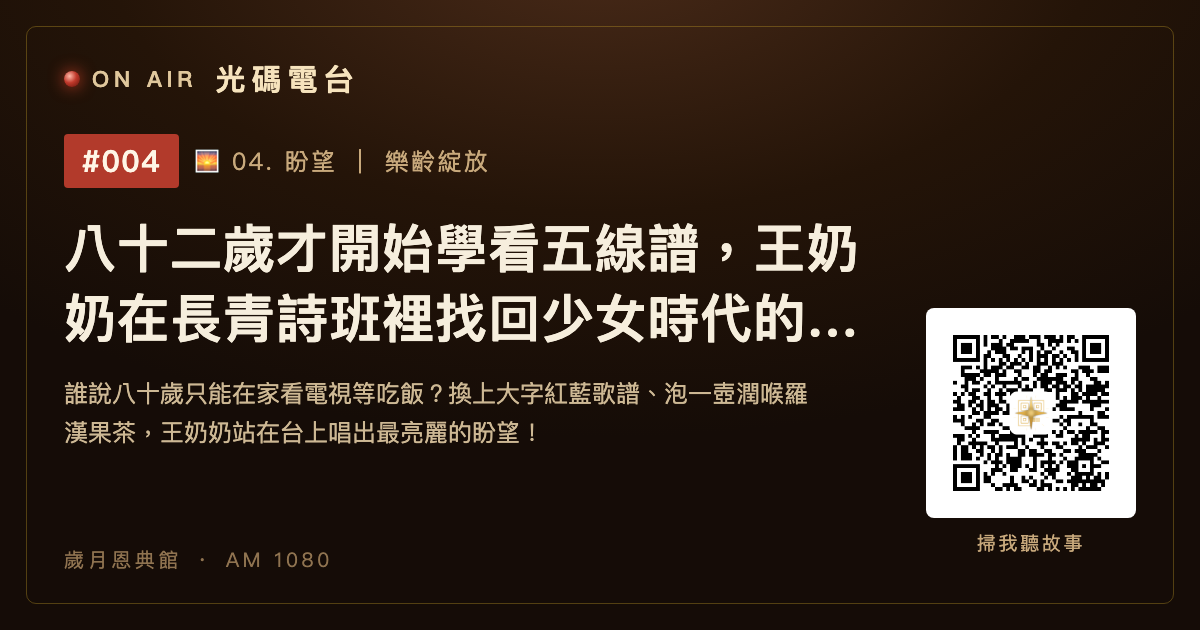 ON AIR 光碼電台
#004 04. 盼望 ｜ 樂齡綻放
八十二歲才開始學看五線譜，王奶
奶在長青詩班裡找回少女時代的...
誰說八十歲只能在家看電視等吃飯？換上大字紅藍歌譜、泡一壺潤喉羅
漢果茶，王奶奶站在台上唱出最亮麗的盼望！
掃我聽故事
歲月恩典館 · AM 1080